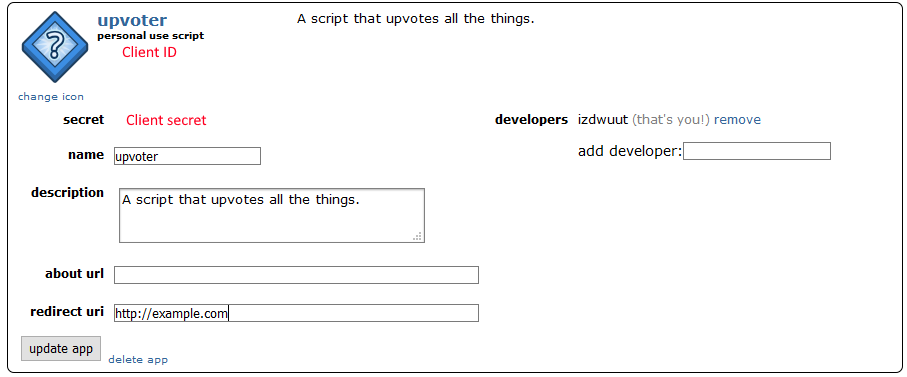 upvoter
A script that upvotes all the things.
personal use script
Client ID
?
change icon
secret Client secret
developers izdwuut (that's you!) remove
name upvoter
add developer:
description A script that upvotes all the things.
about url
redirect uri http://example.com
update app delete app